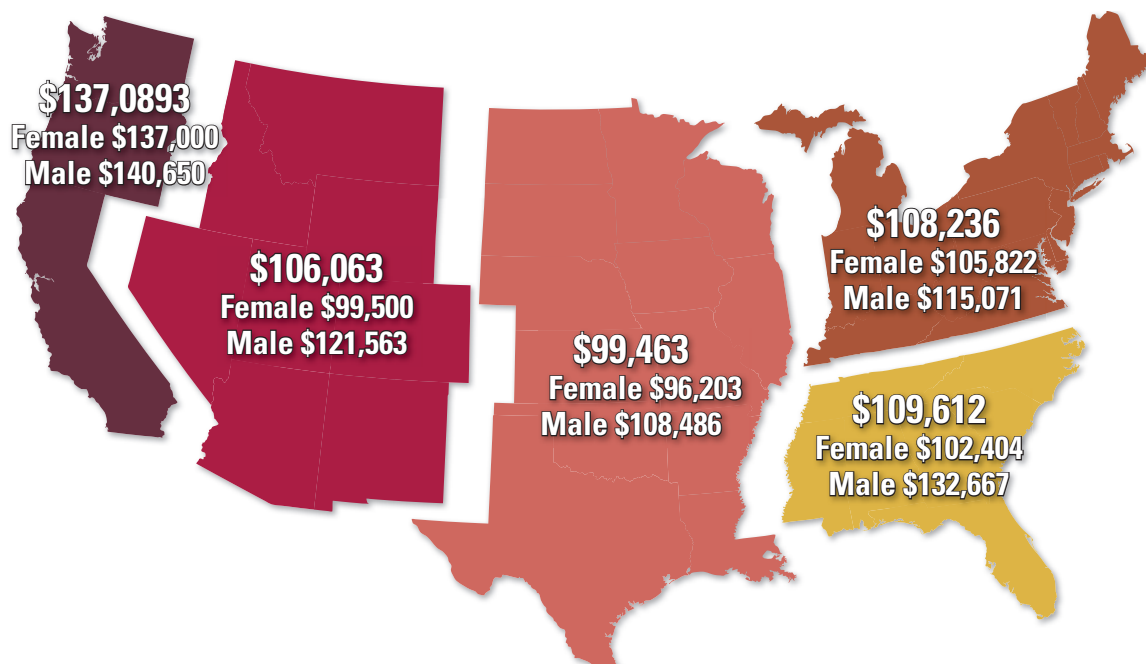 $137,0893
Female $137,000
Male $140,650
$106,063
Female $99,500
Male $121,563
$99,463
Female $96,203
Male $108,486
$108,236
Female $105,822
Male $115,071
$109,612
Female $102,404
Male $132,667